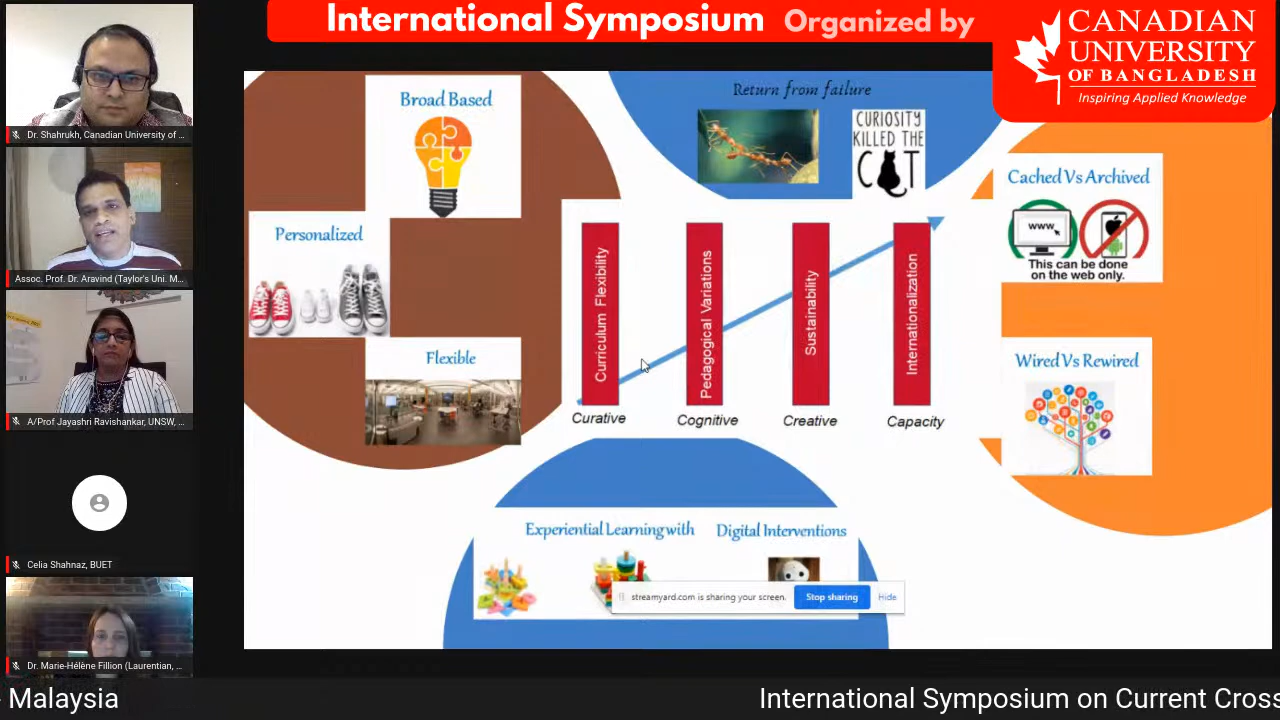 International Symposium Organized by
CANADIAN
UNIVERSITY
OF BANGLADESH
Inspiring Applied Knowledge
Dr. Shahrukh, Canadian University of ...
Assoc. Prof. Dr. Aravind (Taylor's Uni. M...
A/Prof Jayashri Ravishankar, UNSW, ...
Celia Shahnaz, BUET
Dr. Marie-Hélène Fillion (Laurentian, ...
Broad Based
Personalized
Flexible
Return from failure
CURIOSITY
KILLED THE
CAT
Cached Vs Archived
www
This can be done
on the web only.
Wired Vs Rewired
Curriculum Flexibility
Pedagogical Variations
Sustainability
Internationalization
Curative
Cognitive
Creative
Capacity
Experiential Learning with
Digital Interventions
streamyard.com is sharing your screen.
Stop sharing
Hide
Malaysia
International Symposium on Current Cross